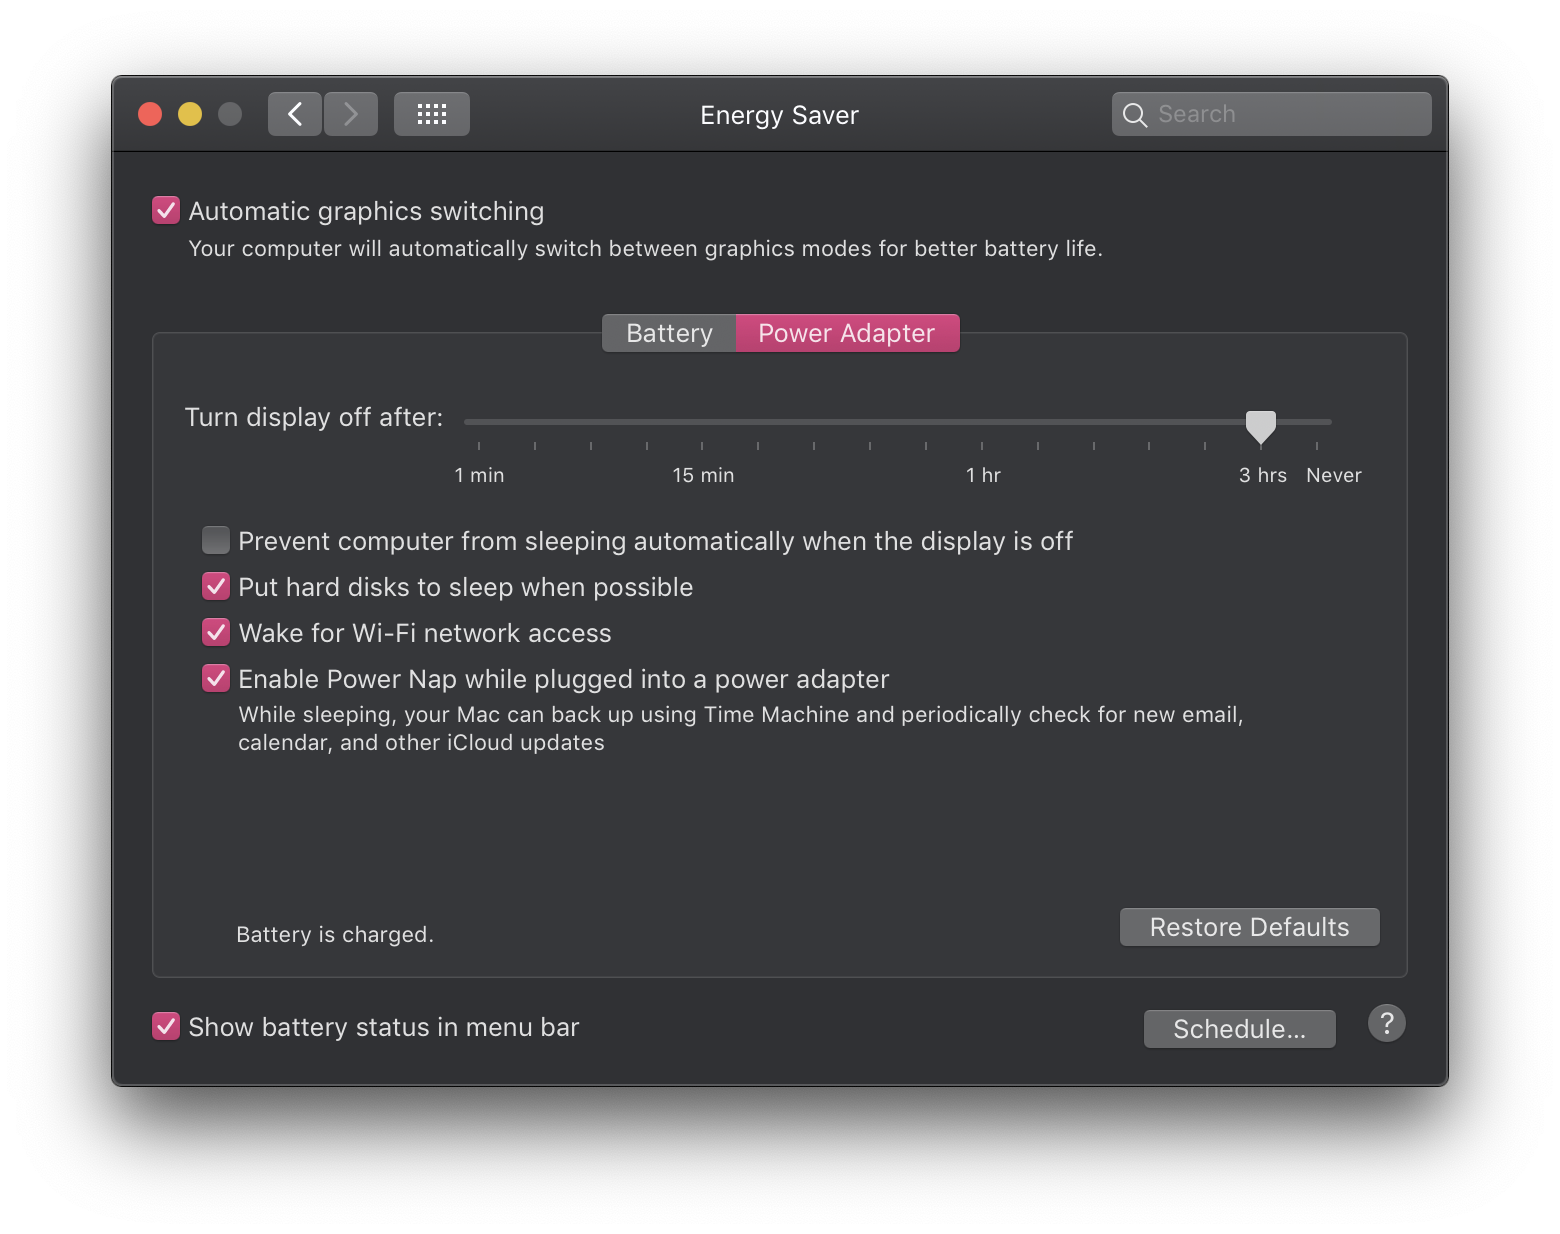 Energy Saver
Search
Automatic graphics switching
Your computer will automatically switch between graphics modes for better battery life.
Battery
Power Adapter
Turn display off after:
1 min
15 min
1 hr
3 hrs
Never
Prevent computer from sleeping automatically when the display is off
Put hard disks to sleep when possible
Wake for Wi-Fi network access
Enable Power Nap while plugged into a power adapter
While sleeping, your Mac can back up using Time Machine and periodically check for new email,
calendar, and other iCloud updates
Battery is charged.
Restore Defaults
Show battery status in menu bar
Schedule...
?